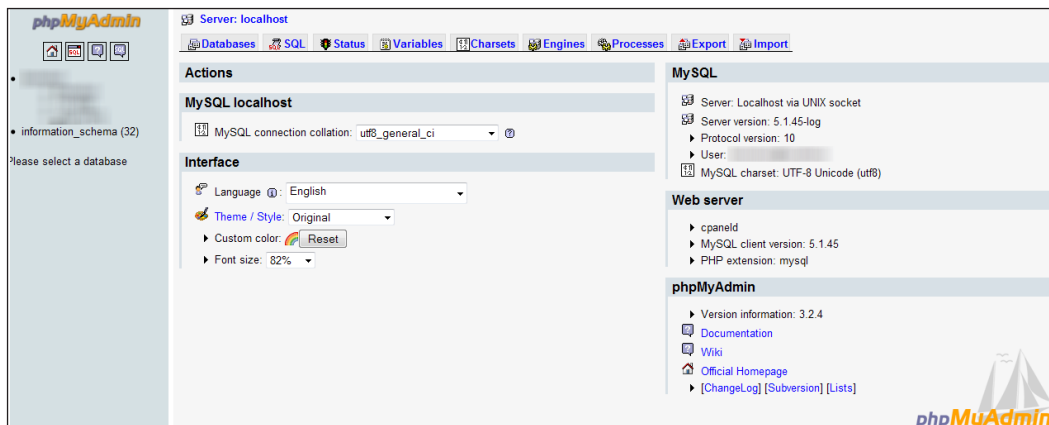 phpMyAdmin
SQL
information_schema (32)
Please select a database
Server: localhost
Databases SQL Status Variables Charsets Engines Processes Export Import
Actions
MySQL localhost
MySQL connection collation: utf8_general_ci
Interface
Language : English
Theme / Style: Original
Custom color: Reset
Font size: 82%
MySQL
Server: Localhost via UNIX socket
Server version: 5.1.45-log
Protocol version: 10
User:
MySQL charset: UTF-8 Unicode (utf8)
Web server
cpaneld
MySQL client version: 5.1.45
PHP extension: mysql
phpMyAdmin
Version information: 3.2.4
Documentation
Wiki
Official Homepage
[ChangeLog] [Subversion] [Lists]
phpMyAdmin